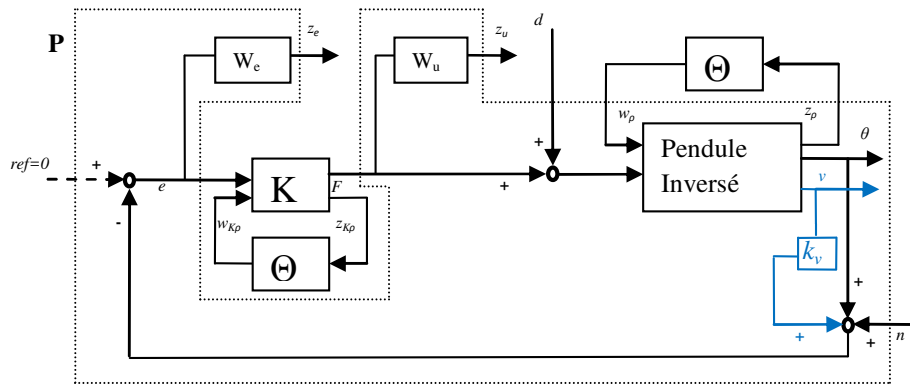 P
z_e
z_u
d
W_e
W_u
Θ
w_ρ
z_ρ
θ
ref=0
+
e
K
F
+
+
Pendule
Inversé
v
-
w_Kρ
z_Kρ
Θ
k_v
+
+
+
n